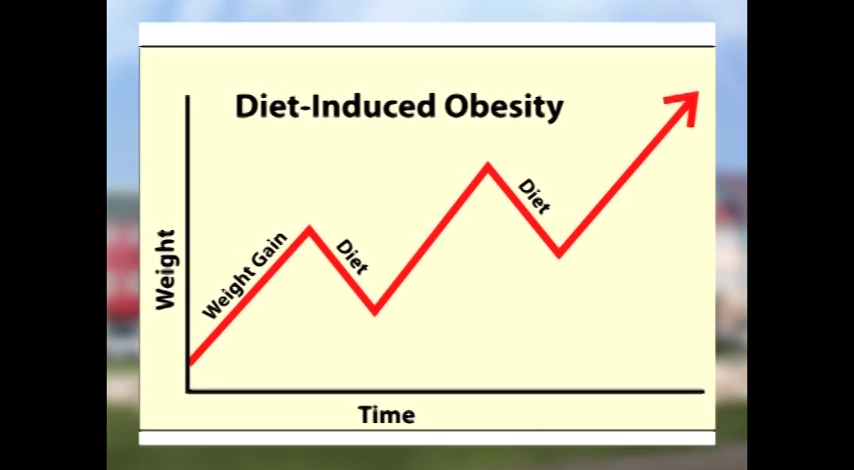 Diet-Induced Obesity
Weight
Weight Gain
Diet
Diet
Time